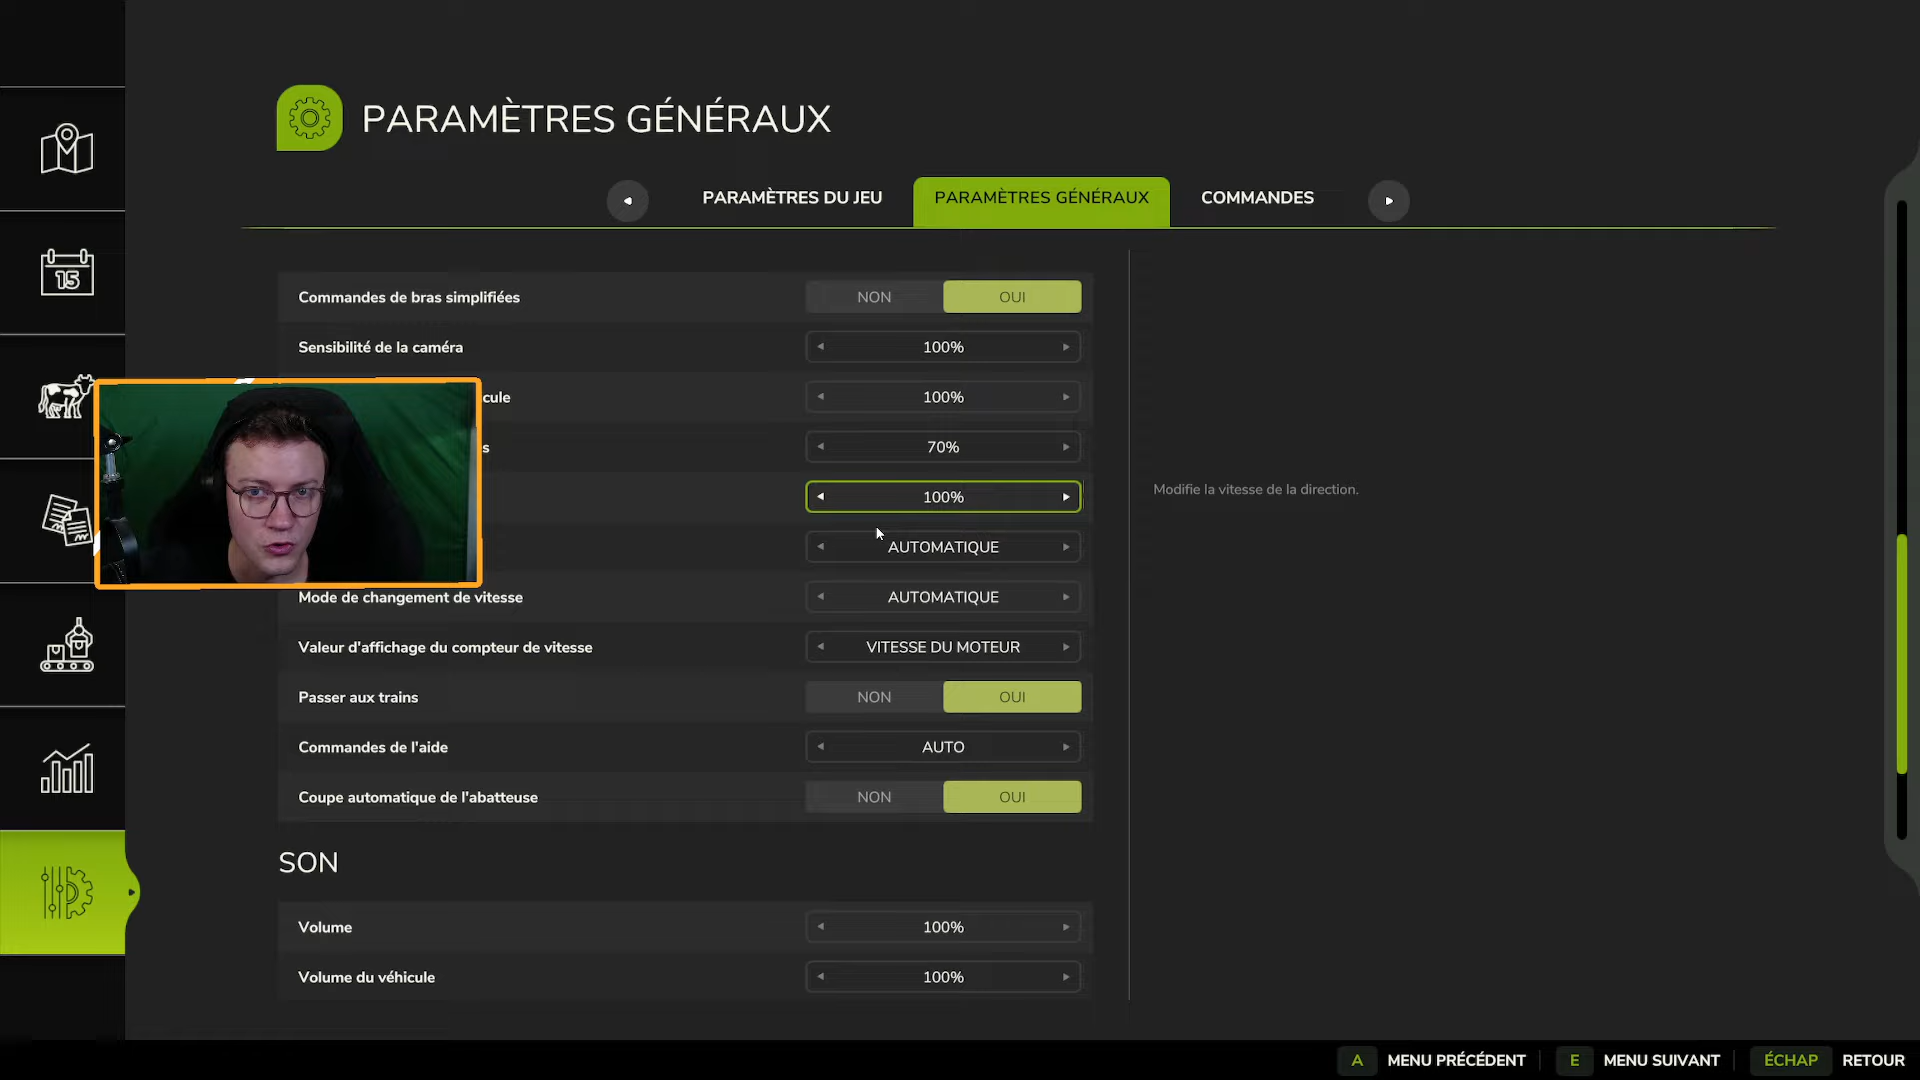 PARAMÈTRES GÉNÉRAUX
PARAMÈTRES DU JEU
PARAMÈTRES GÉNÉRAUX
COMMANDES
15
Commandes de bras simplifiées
NON
OUI
Sensibilité de la caméra
100%
cule
100%
s
70%
100%
Modifie la vitesse de la direction.
AUTOMATIQUE
Mode de changement de vitesse
AUTOMATIQUE
Valeur d'affichage du compteur de vitesse
VITESSE DU MOTEUR
Passer aux trains
NON
OUI
Commandes de l'aide
AUTO
Coupe automatique de l'abatteuse
NON
OUI
SON
Volume
100%
Volume du véhicule
100%
A MENU PRÉCÉDENT
E MENU SUIVANT
ÉCHAP RETOUR